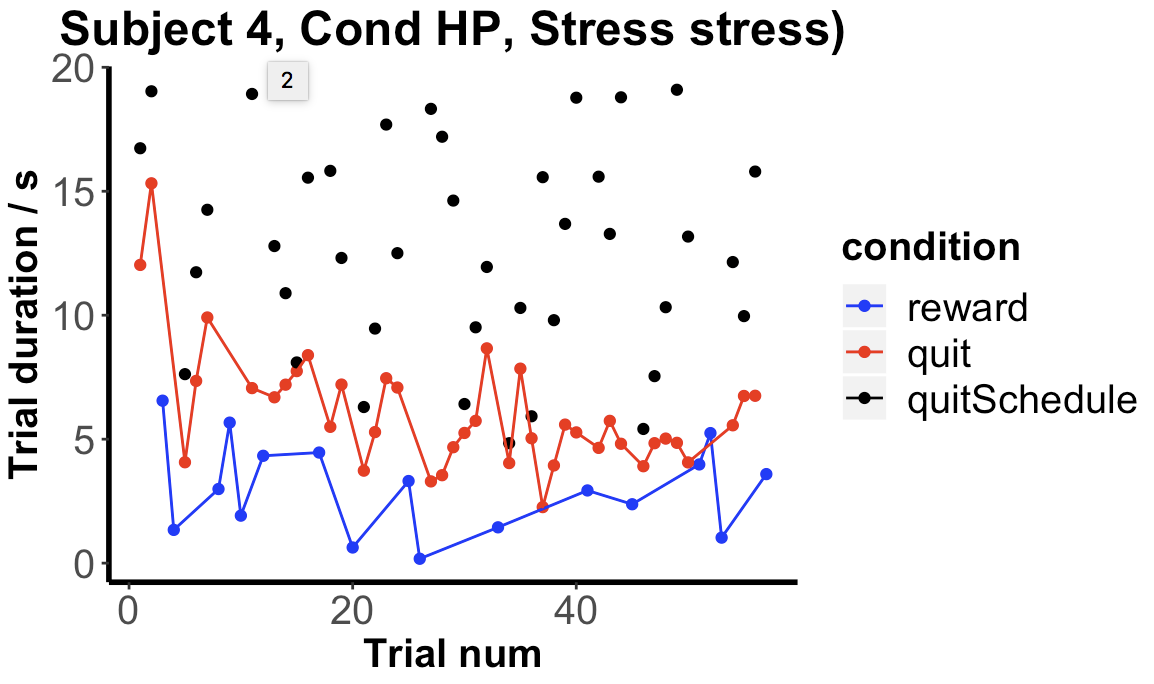 Subject 4, Cond HP, Stress stress)
2
20
15
10
5
0
Trial duration / s
0 20 40
Trial num
condition
reward
quit
quitSchedule